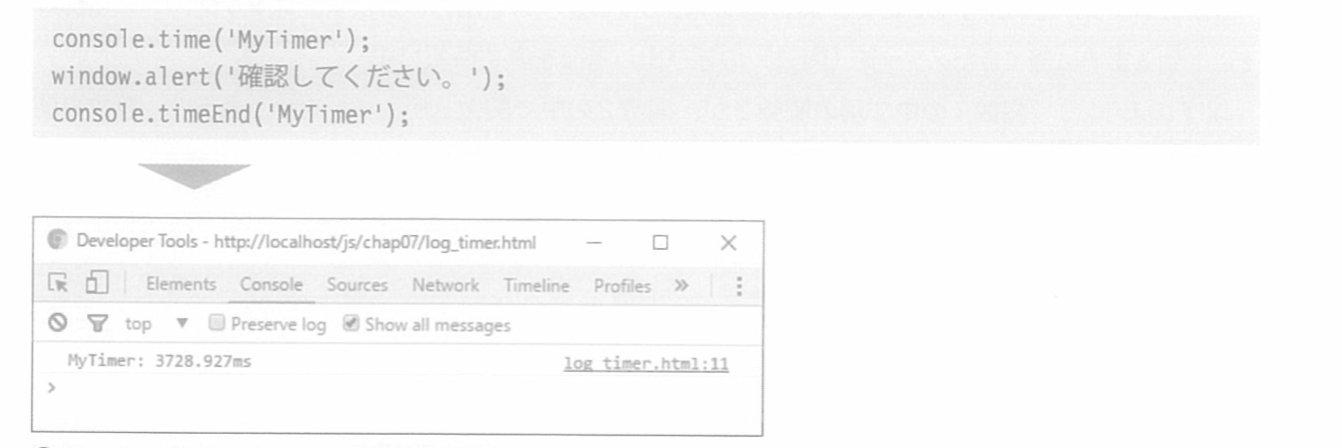 console.time('MyTimer');
window.alert('確認してください。');
console.timeEnd('MyTimer');
Developer Tools - http://localhost/js/chap07/log_timer.html
Elements Console Sources Network Timeline Profiles »
top ▼ Preserve log Show all messages
MyTimer: 3728.927ms log_timer.html:11
>